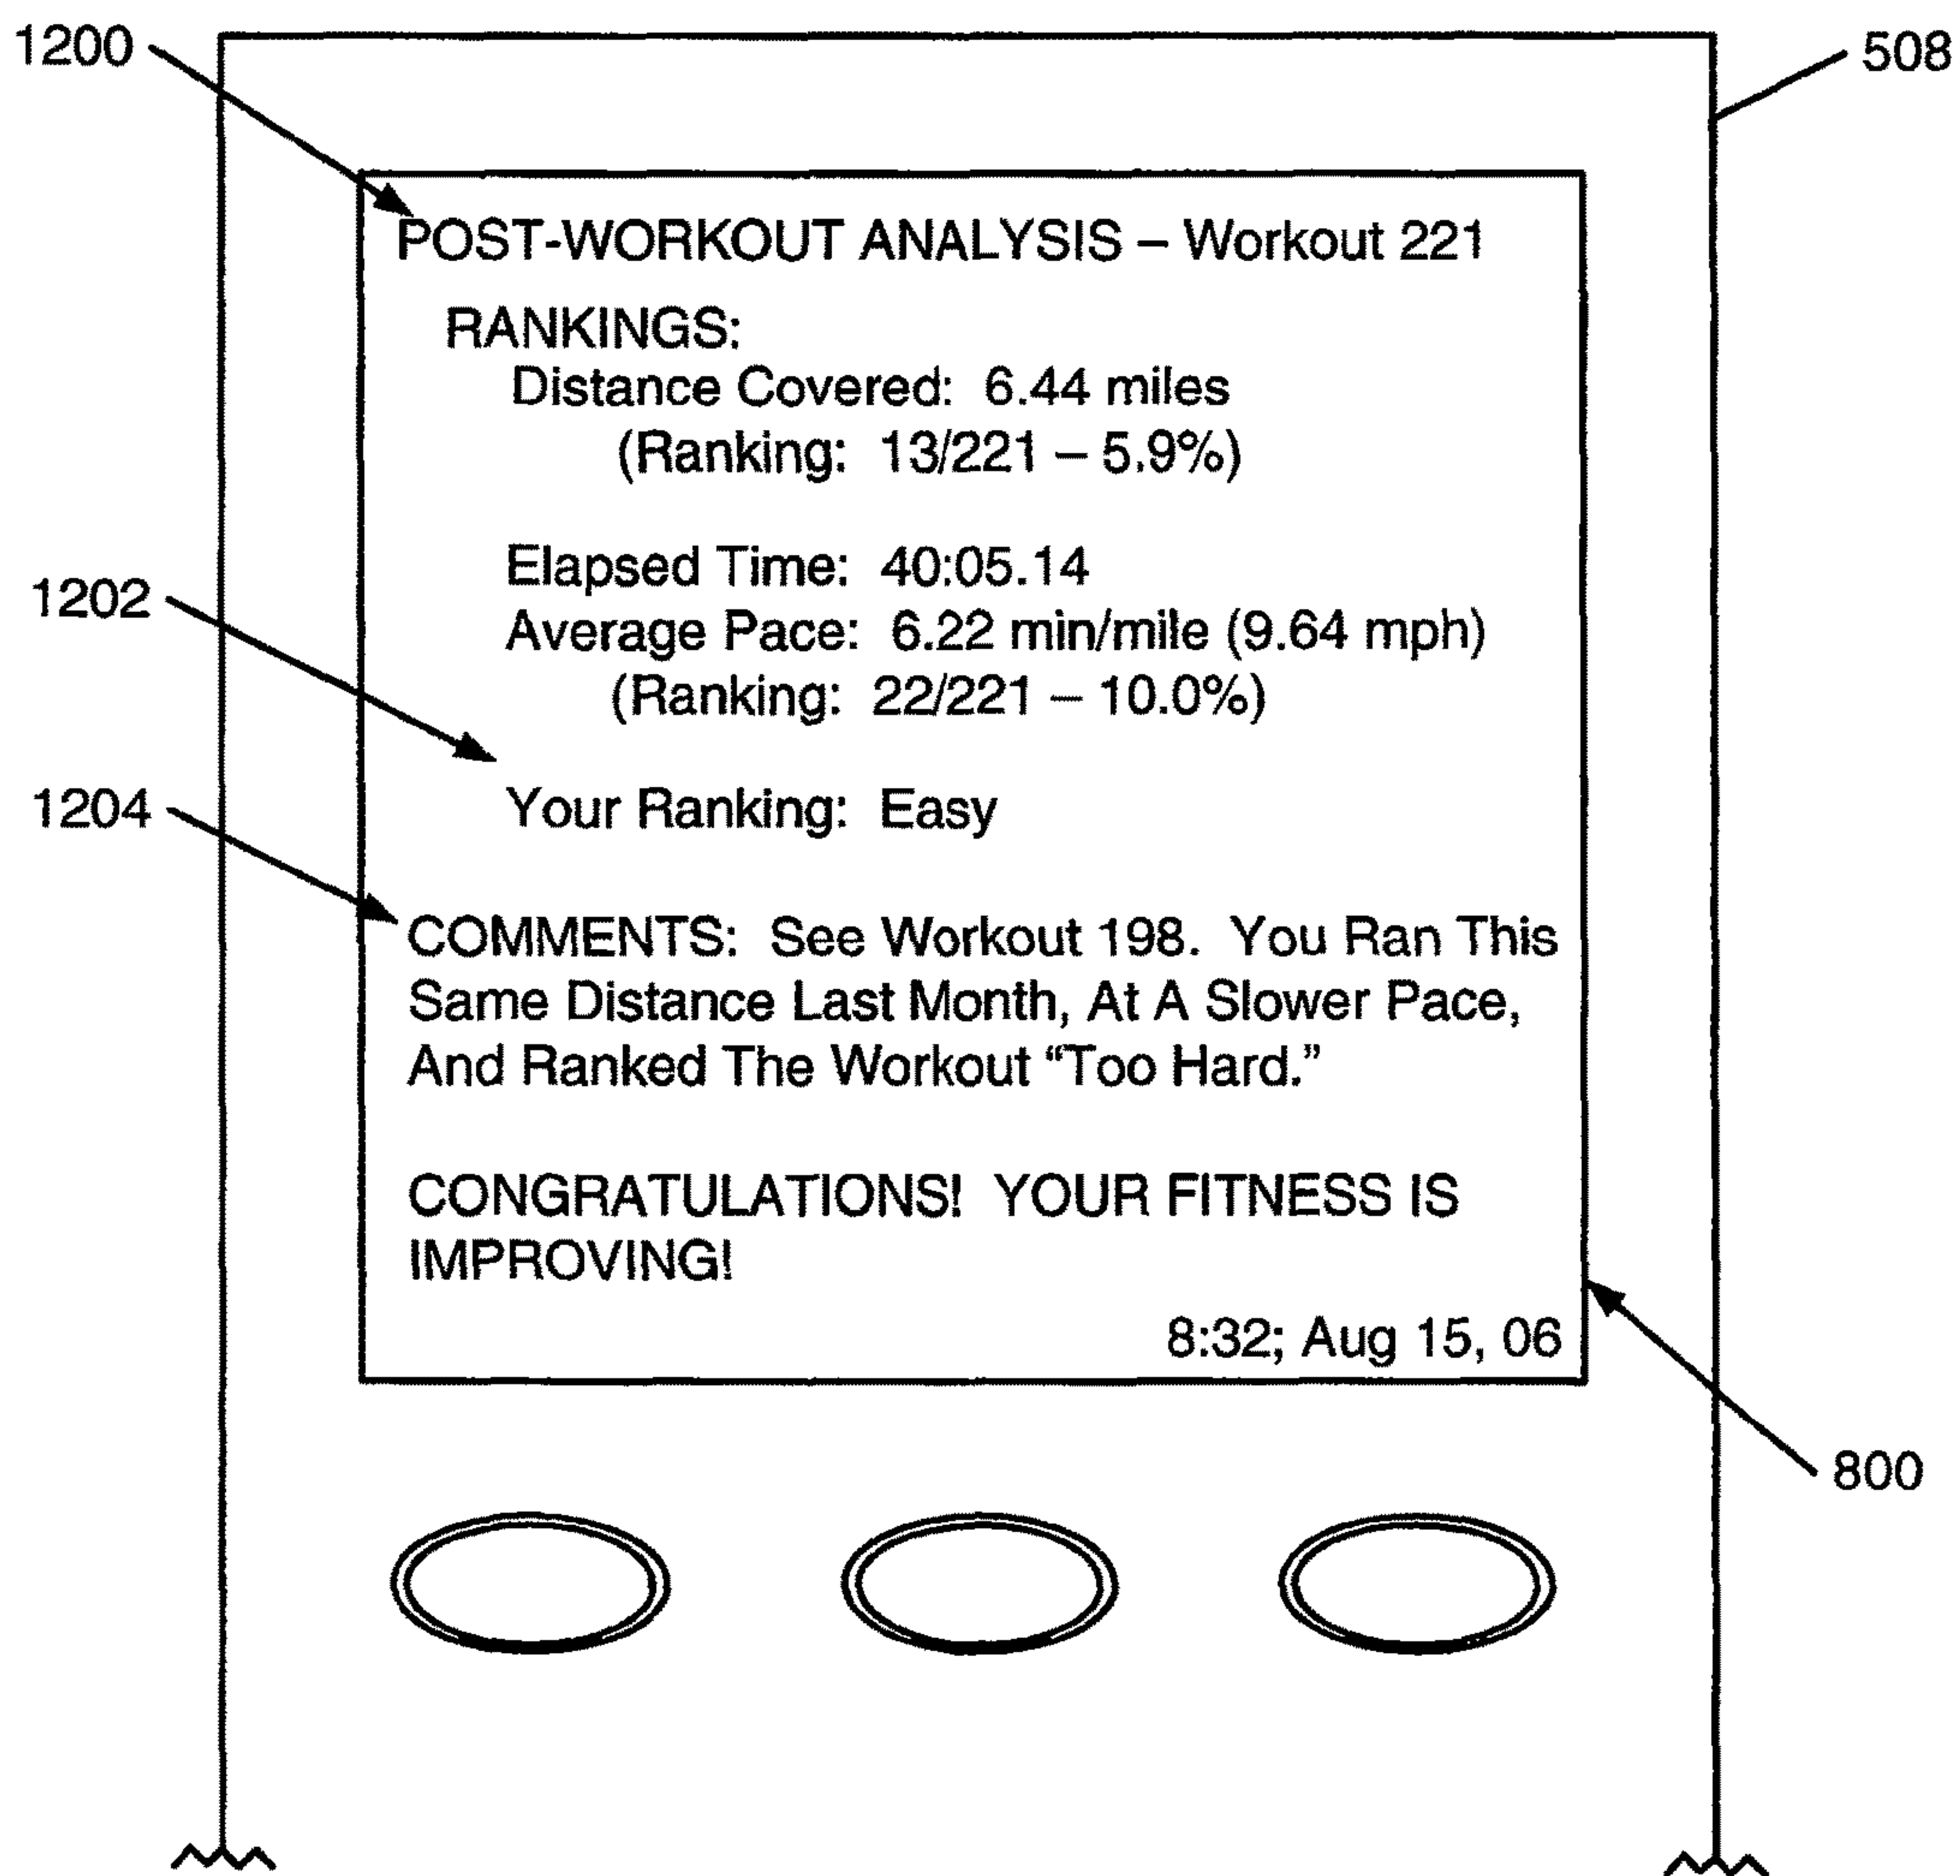 1200
508
POST-WORKOUT ANALYSIS – Workout 221
RANKINGS:
Distance Covered: 6.44 miles
(Ranking: 13/221 – 5.9%)
Elapsed Time: 40:05.14
1202
Average Pace: 6.22 min/mile (9.64 mph)
(Ranking: 22/221 – 10.0%)
Your Ranking: Easy
1204
COMMENTS: See Workout 198. You Ran This
Same Distance Last Month, At A Slower Pace,
And Ranked The Workout “Too Hard.”
CONGRATULATIONS! YOUR FITNESS IS
IMPROVING!
8:32; Aug 15, 06
800